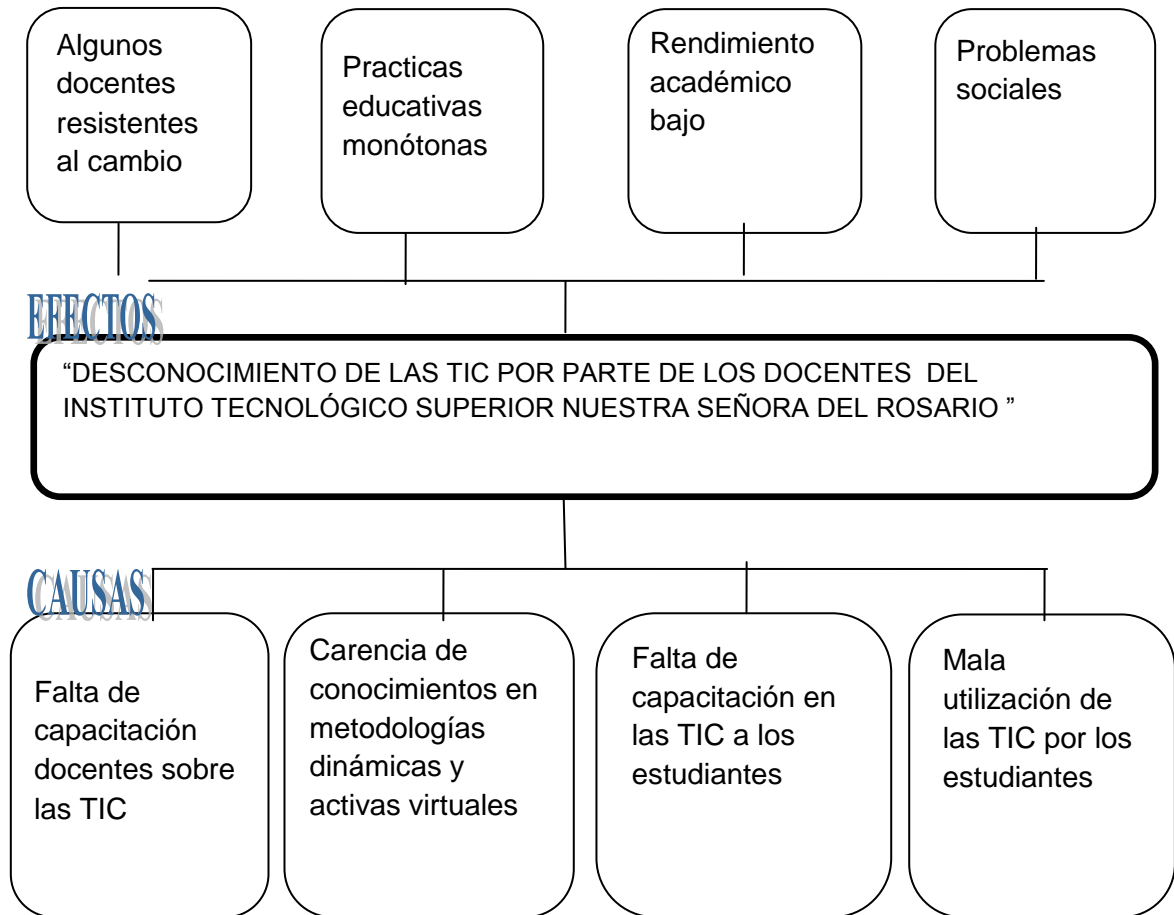 Algunos
docentes
resistentes
al cambio
Practicas
educativas
monótonas
Rendimiento
académico
bajo
Problemas
sociales
EFECTOS
“DESCONOCIMIENTO DE LAS TIC POR PARTE DE LOS DOCENTES DEL
INSTITUTO TECNOLÓGICO SUPERIOR NUESTRA SEÑORA DEL ROSARIO ”
CAUSAS
Falta de
capacitación
docentes sobre
las TIC
Carencia de
conocimientos en
metodologías
dinámicas y
activas virtuales
Falta de
capacitación en
las TIC a los
estudiantes
Mala
utilización de
las TIC por los
estudiantes